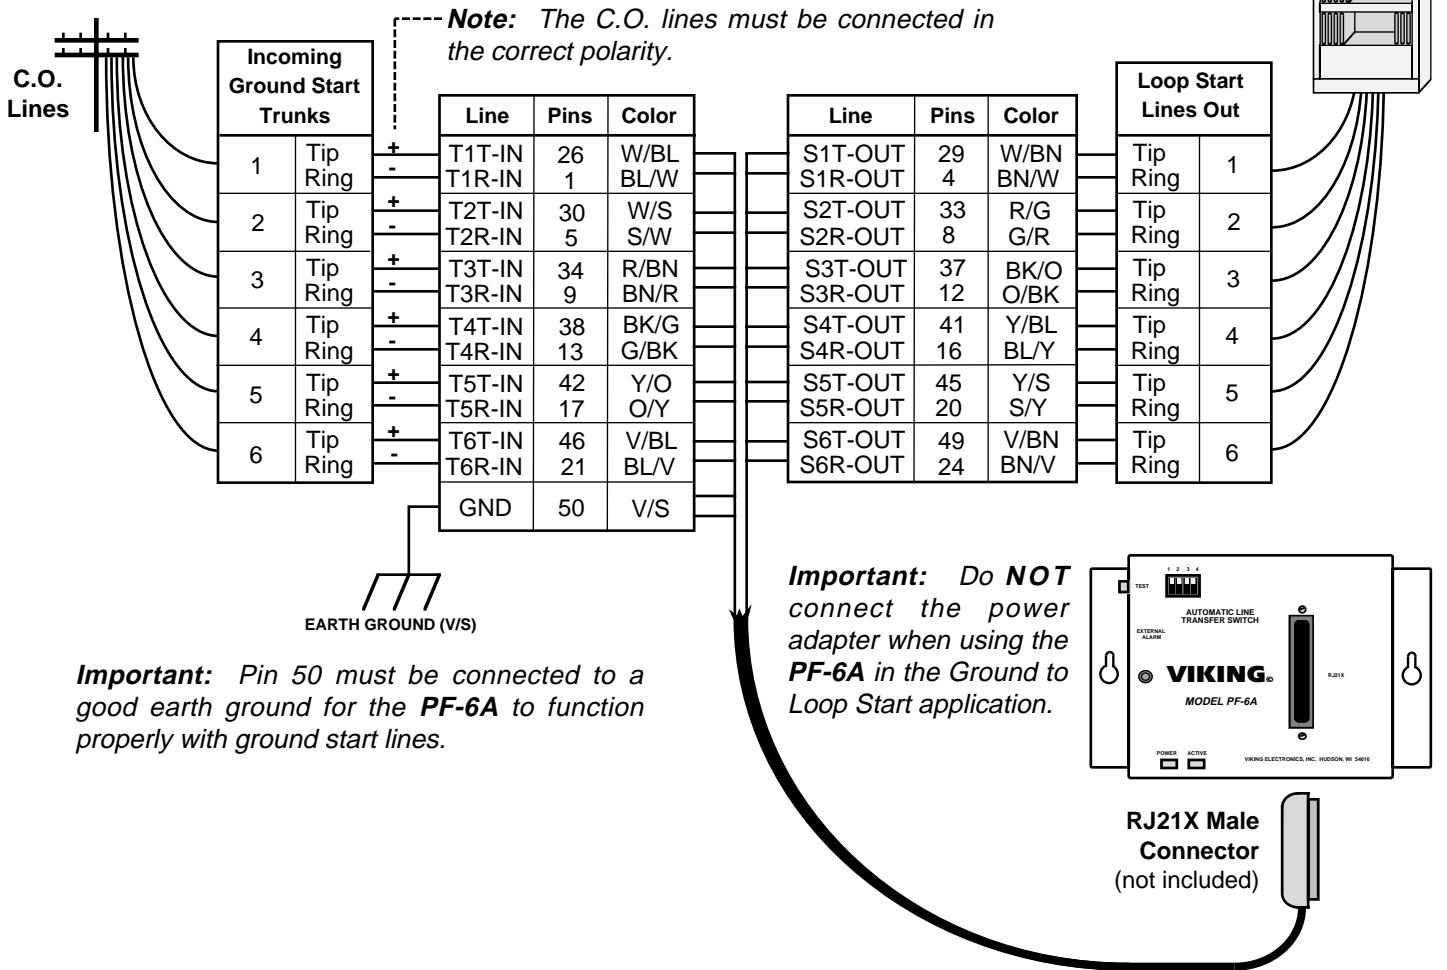 Note: The C.O. lines must be connected in
the correct polarity.
C.O.
Lines
Incoming
Ground Start
Trunks
1 Tip + 
Ring -
2 Tip +
Ring -
3 Tip +
Ring -
4 Tip +
Ring -
5 Tip +
Ring -
6 Tip +
Ring -
Line Pins Color
T1T-IN 26 W/BL
T1R-IN 1 BL/W
T2T-IN 30 W/S
T2R-IN 5 S/W
T3T-IN 34 R/BN
T3R-IN 9 BN/R
T4T-IN 38 BK/G
T4R-IN 13 G/BK
T5T-IN 42 Y/O
T5R-IN 17 O/Y
T6T-IN 46 V/BL
T6R-IN 21 BL/V
GND 50 V/S
Line Pins Color
S1T-OUT 29 W/BN
S1R-OUT 4 BN/W
S2T-OUT 33 R/G
S2R-OUT 8 G/R
S3T-OUT 37 BK/O
S3R-OUT 12 O/BK
S4T-OUT 41 Y/BL
S4R-OUT 16 BL/Y
S5T-OUT 45 Y/S
S5R-OUT 20 S/Y
S6T-OUT 49 V/BN
S6R-OUT 24 BN/V
Loop Start
Lines Out
Tip 1
Ring
Tip 2
Ring
Tip 3
Ring
Tip 4
Ring
Tip 5
Ring
Tip 6
Ring
EARTH GROUND (V/S)
Important: Pin 50 must be connected to a
good earth ground for the PF-6A to function
properly with ground start lines.
Important: Do NOT
connect the power
adapter when using the
PF-6A in the Ground to
Loop Start application.
1 2 3 4
TEST
AUTOMATIC LINE
TRANSFER SWITCH
EXTERNAL
ALARM
VIKING©
RJ21X
MODEL PF-6A
POWER ACTIVE
VIKING ELECTRONICS, INC. HUDSON, WI 54016
RJ21X Male
Connector
(not included)